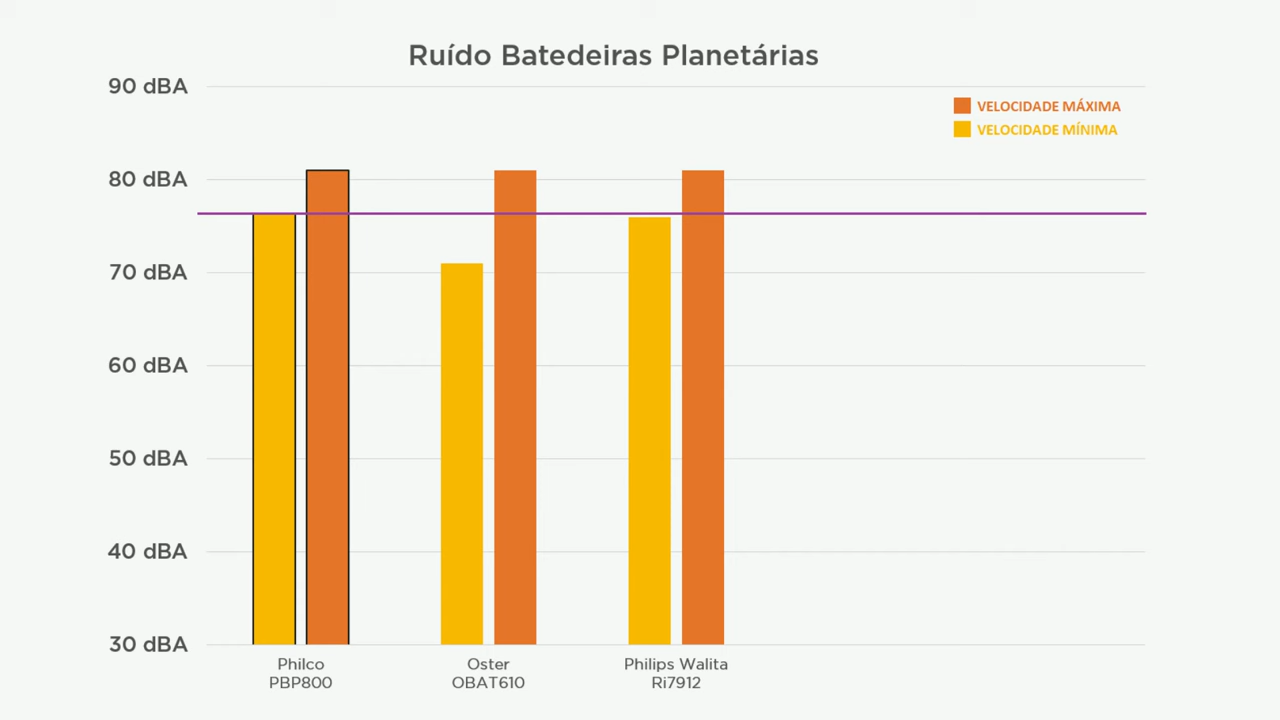 Ruído Batedeiras Planetárias
90 dBA
VELOCIDADE MÁXIMA
VELOCIDADE MÍNIMA
80 dBA
70 dBA
60 dBA
50 dBA
40 dBA
30 dBA
Philco
PBP800
Oster
OBAT610
Philips Walita
Ri7912